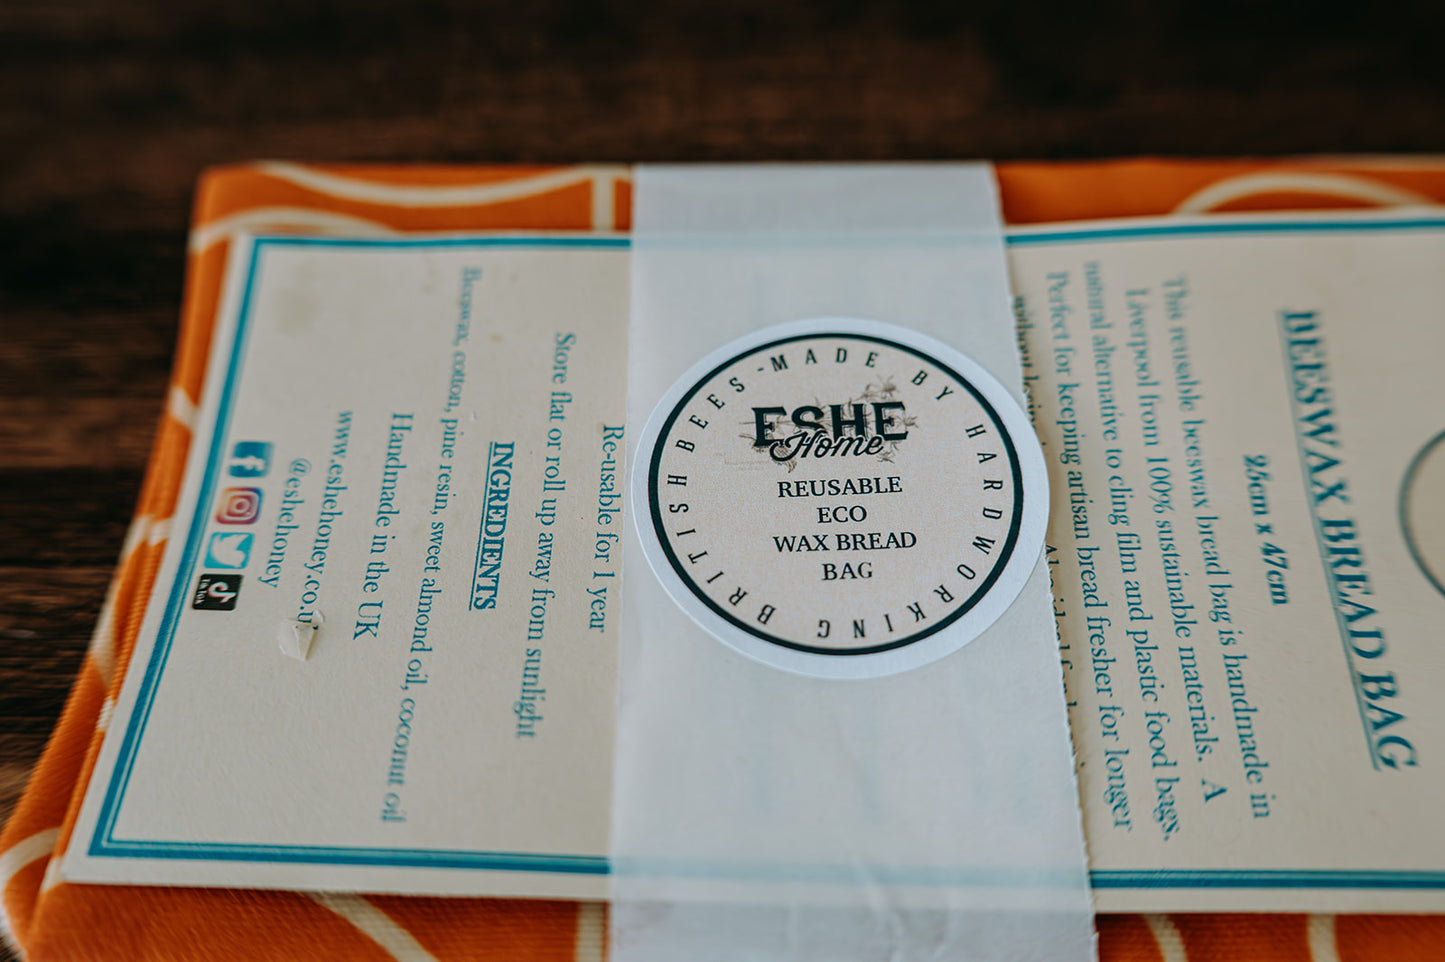 BEESWAX BREAD BAG
25cm x 47cm
This reusable beeswax bread bag is handmade in
Liverpool from 100% sustainable materials. A
natural alternative to cling film and plastic food bags.
Perfect for keeping artisan bread fresher for longer
without
BRITISH BEES - MADE BY HARDWORKING
ESHE
Home
REUSABLE
ECO
WAX BREAD
BAG
Re-usable for 1 year
Store flat or roll up away from sunlight
INGREDIENTS
Beeswax, cotton, pine resin, sweet almond oil, coconut oil
Handmade in the UK
www.eshehoney.co.u
@eshehoney
TikTok